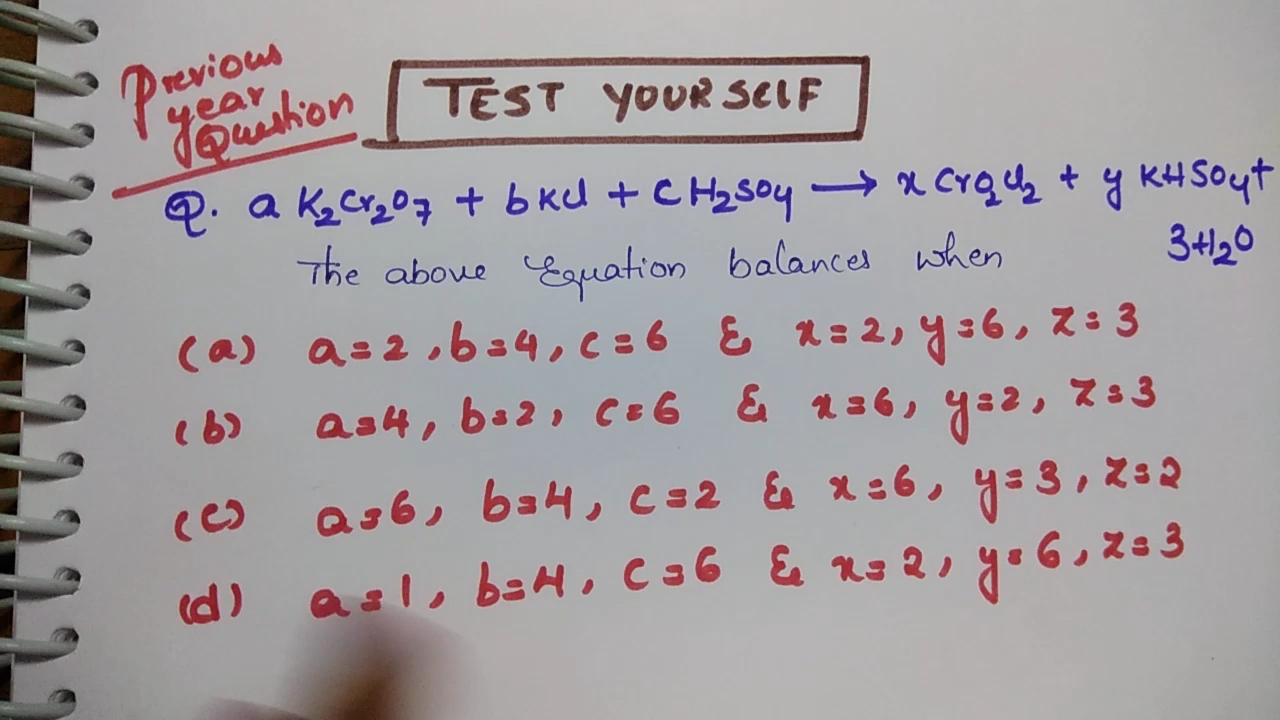 Previous
year
Question
TEST YOURSELF
Q. a K₂Cr₂O₇ + b KCl + C H₂SO₄ → x CrO₂Cl₂ + y KHSO₄ +
3H₂O
The above Equation balances when
(a) a = 2, b = 4, c = 6 & x = 2, y = 6, z = 3
(b) a = 4, b = 2, c = 6 & x = 6, y = 2, z = 3
(c) a = 6, b = 4, c = 2 & x = 6, y = 3, z = 2
(d) a = 1, b = 4, c = 6 & x = 2, y = 6, z = 3